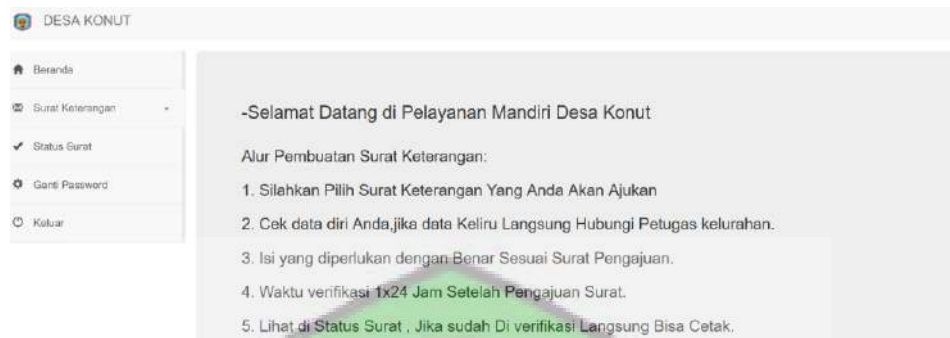 DESA KONUT
Beranda
Surat Keterangan
Status Surat
Ganti Password
Keluar
-Selamat Datang di Pelayanan Mandiri Desa Konut
Alur Pembuatan Surat Keterangan:
1. Silahkan Pilih Surat Keterangan Yang Anda Akan Ajukan
2. Cek data diri Anda,jika data Keliru Langsung Hubungi Petugas kelurahan.
3. Isi yang diperlukan dengan Benar Sesuai Surat Pengajuan.
4. Waktu verifikasi 1x24 Jam Setelah Pengajuan Surat.
5. Lihat di Status Surat , Jika sudah Di verifikasi Langsung Bisa Cetak.